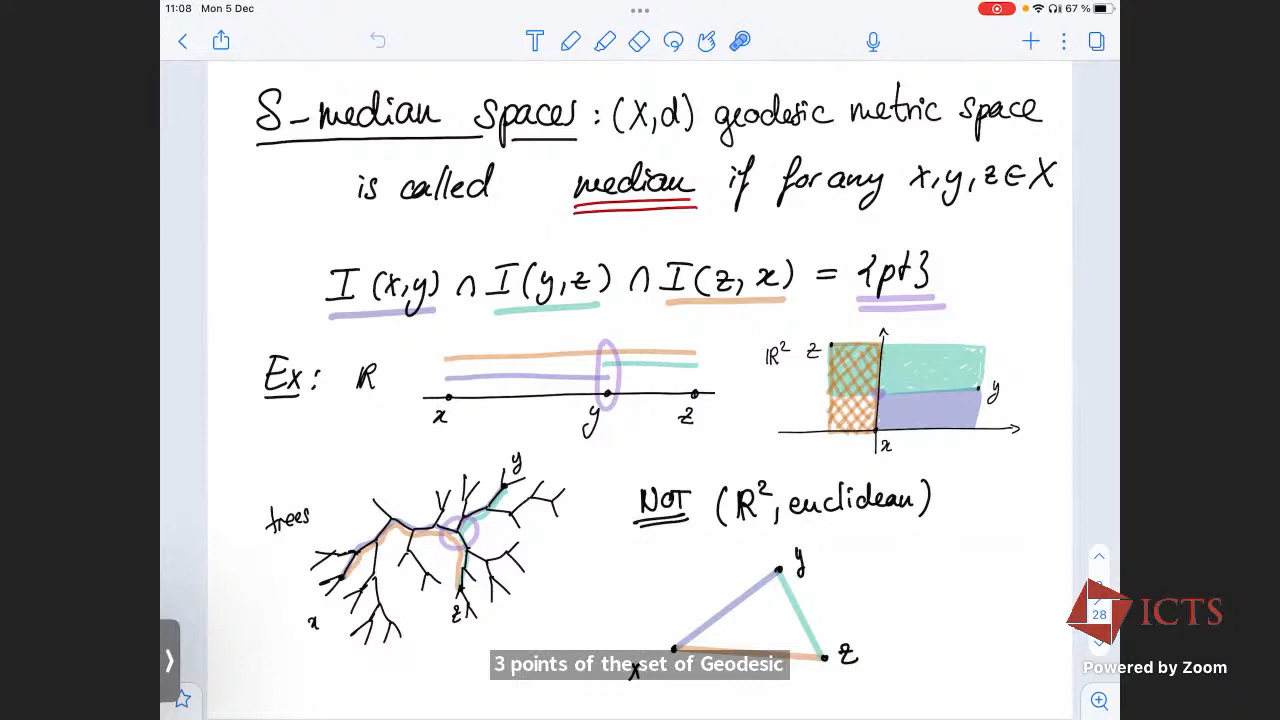 11:08 Mon 5 Dec
67 %
δ-median spaces : (X,d) geodesic metric space
is called median if for any x,y,z∈X
I(x,y) ∩ I(y,z) ∩ I(z,x) = {pt}
Ex: ℝ
x y z
ℝ² z
y
x
trees
y
x
z
NOT (ℝ², euclidean)
y
x
z
28
ICTS
Powered by Zoom
3 points of the set of Geodesic